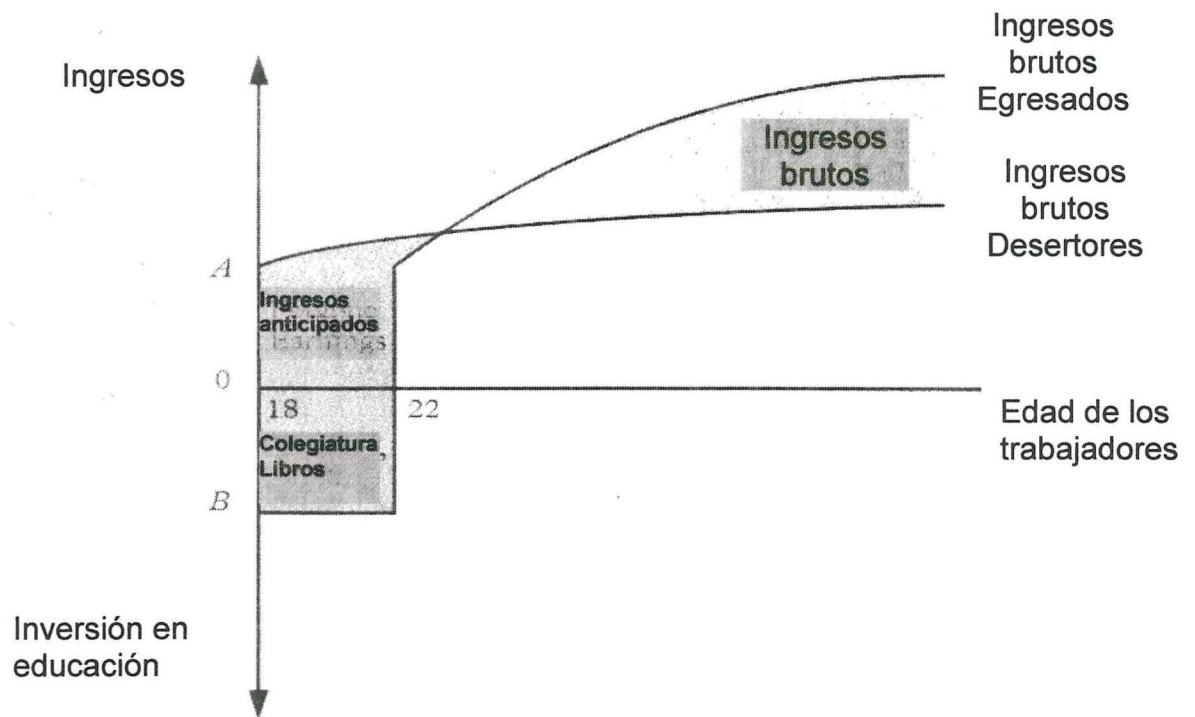 Ingresos
brutos
Egresados
Ingresos
Ingresos
brutos
Ingresos
brutos
Desertores
A
Ingresos
anticipados
0
18
22
Edad de los
trabajadores
Colegiatura,
Libros
B
Inversión en
educación